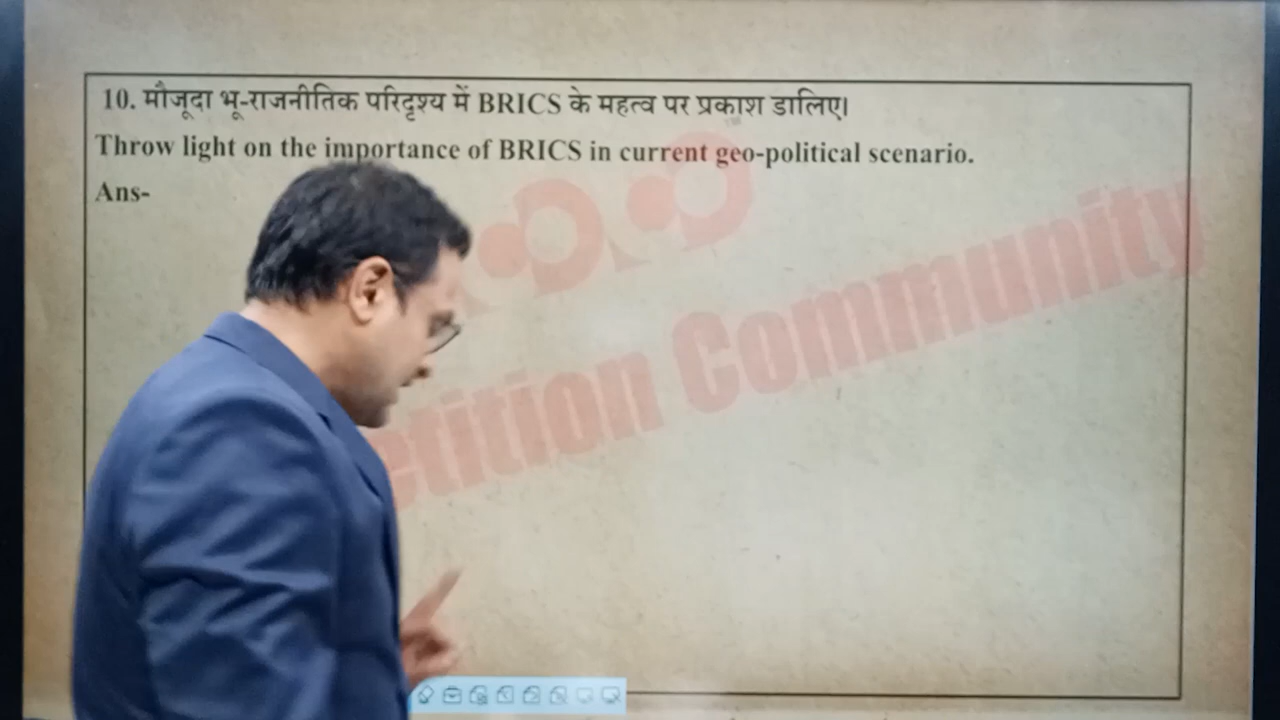 10. मौजूदा भू-राजनीतिक परिदृश्य में BRICS के महत्व पर प्रकाश डालिए।
Throw light on the importance of BRICS in current geo-political scenario.
Ans-
Community